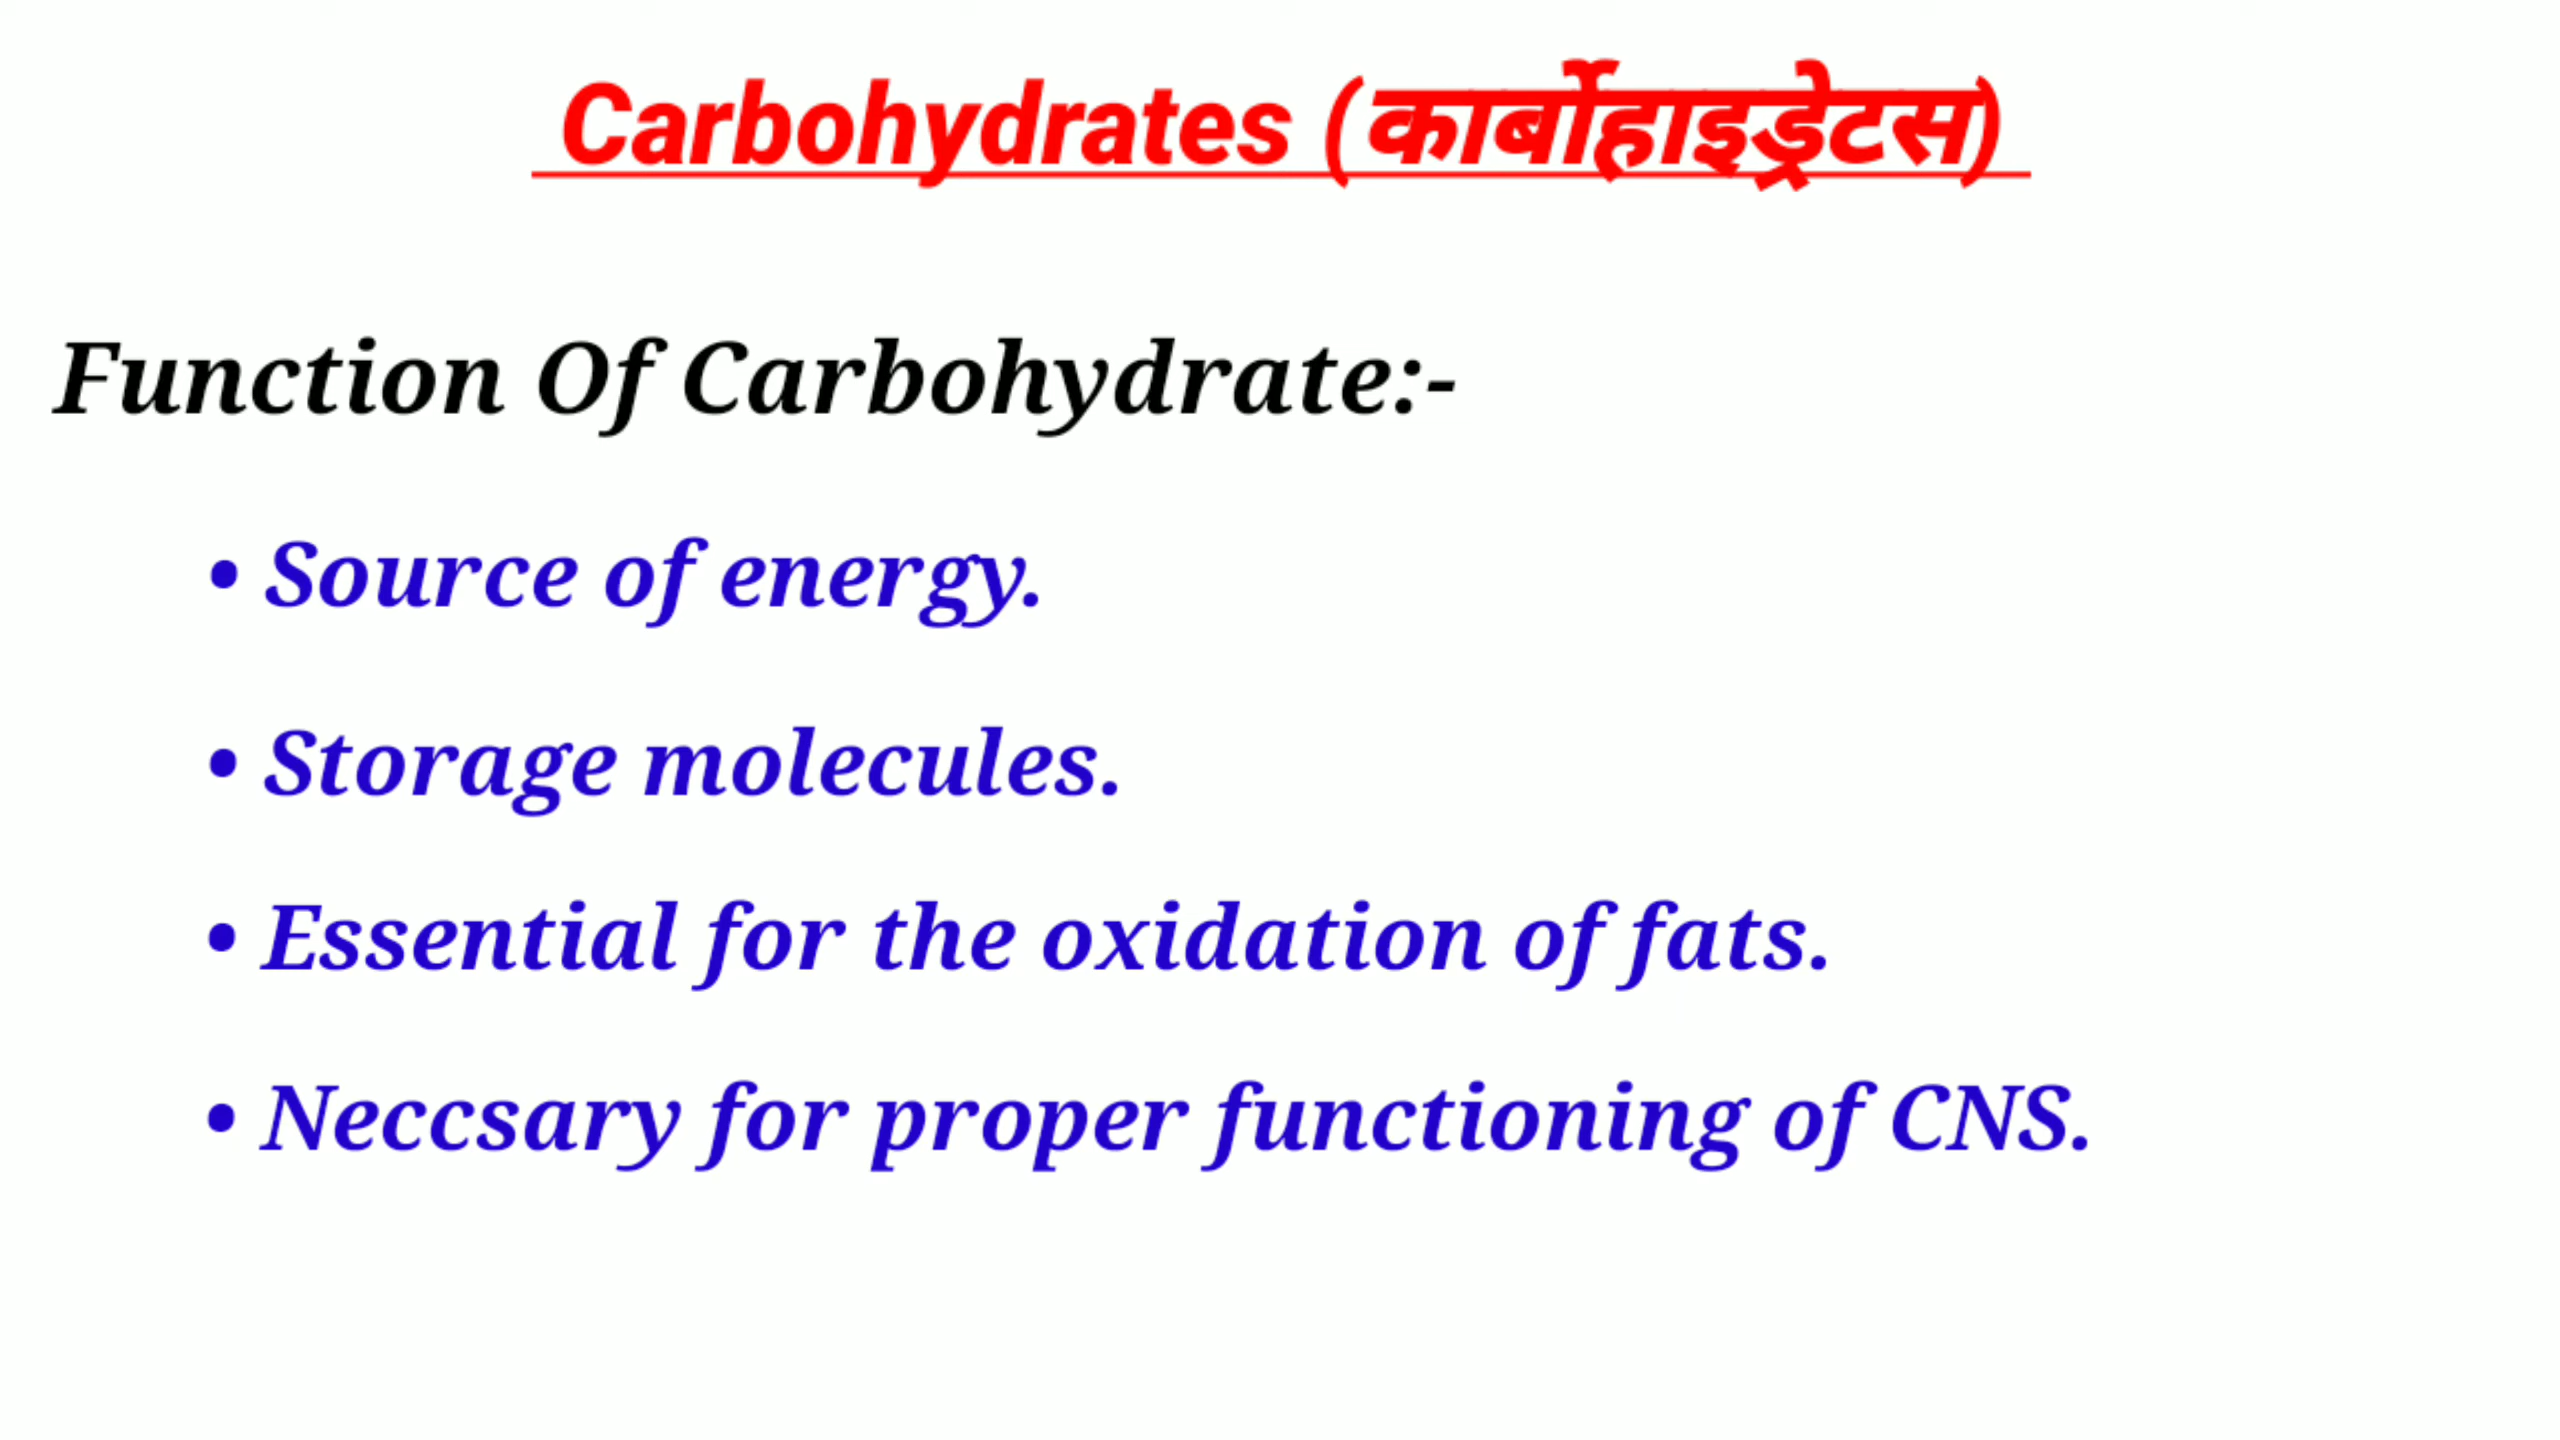 Carbohydrates (कार्बोहाइड्रेटस)
Function Of Carbohydrate:-
• Source of energy.
• Storage molecules.
• Essential for the oxidation of fats.
• Neccsary for proper functioning of CNS.